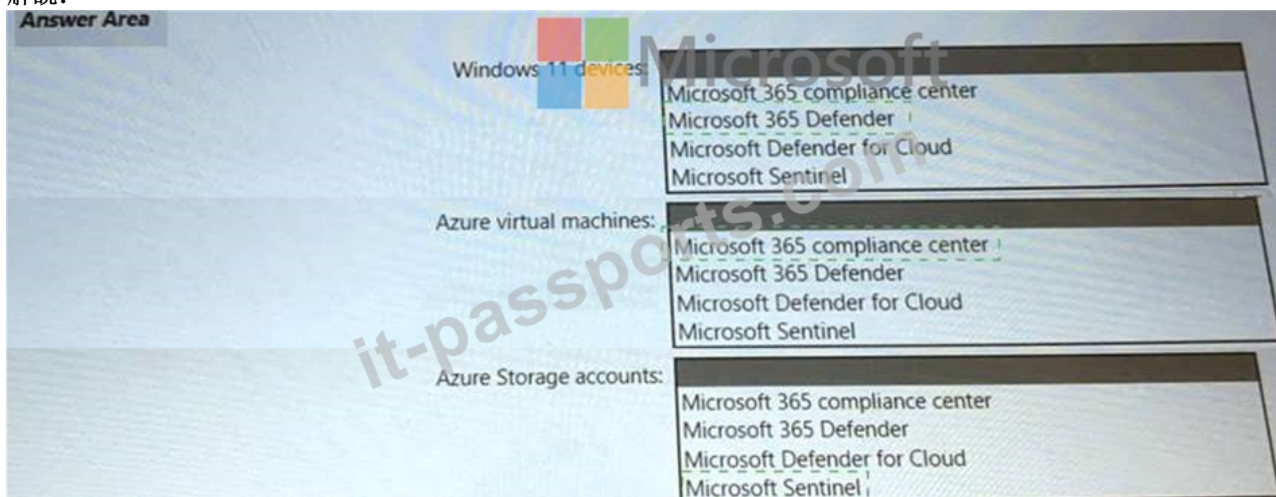 解説:
Answer Area
Microsoft
Windows 11 devices:
Microsoft 365 compliance center
Microsoft 365 Defender
Microsoft Defender for Cloud
Microsoft Sentinel
Azure virtual machines:
Microsoft 365 compliance center
Microsoft 365 Defender
Microsoft Defender for Cloud
Microsoft Sentinel
it-passports.com
Azure Storage accounts:
Microsoft 365 compliance center
Microsoft 365 Defender
Microsoft Defender for Cloud
Microsoft Sentinel